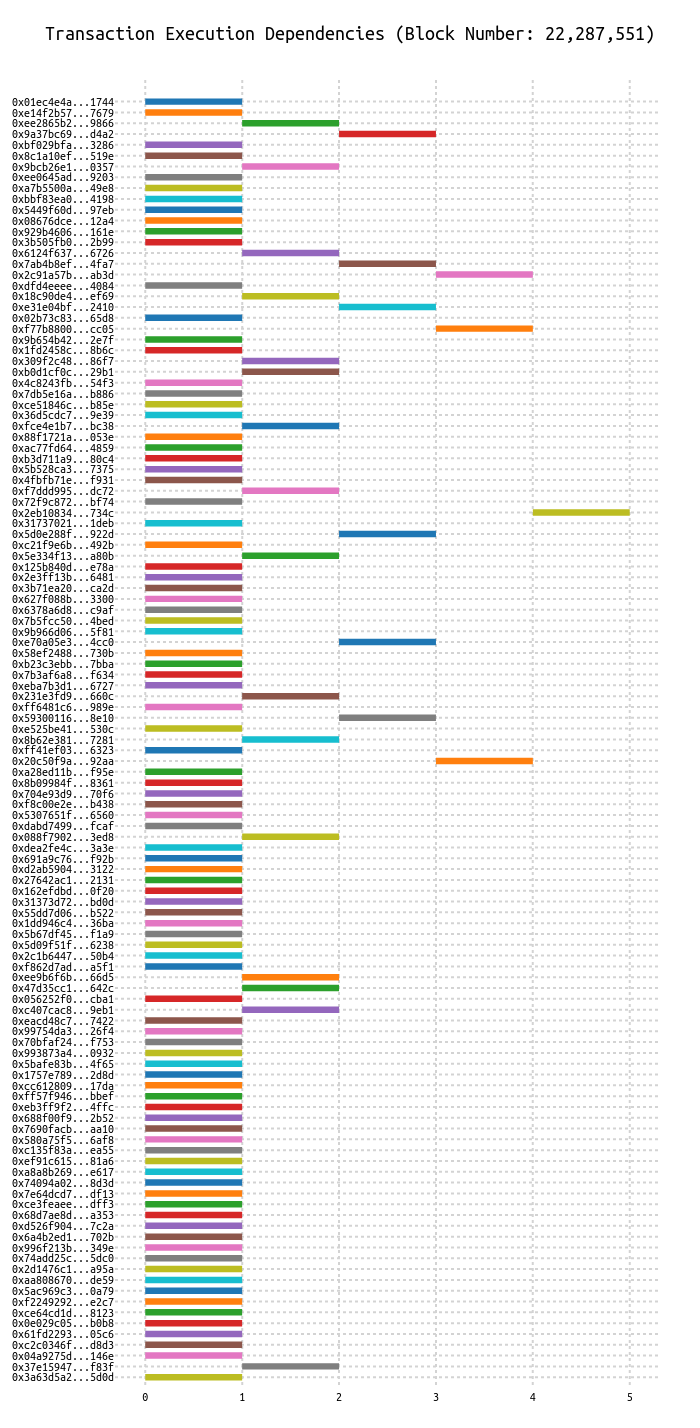 Transaction Execution Dependencies (Block Number: 22,287,551)
0x01ec4e4a...1744
0xe14f2b57...7679
0xee2865b2...9866
0x9a37bc69...d4a2
0xbf029bfa...3286
0x8c1a10ef...519e
0x9bcb26e1...0357
0xee0645ad...9203
0xa7b5500a...49e8
0xbbf83ea0...4198
0x5449f60d...97eb
0x08676dce...12a4
0x929b4606...161e
0x3b505fb0...2b99
0x6124f637...6726
0x7ab4b8ef...4fa7
0x2c91a57b...ab3d
0xdfd4eeee...4084
0x18c90de4...ef69
0xe31e04bf...2410
0x02b73c83...65d8
0xf77b8800...cc05
0x9b654b42...2e7f
0x1fd2458c...8b6c
0x309f2c48...86f7
0xb0d1cf0c...29b1
0x4c8243fb...54f3
0x7db5e16a...b886
0xce51846c...b85e
0x36d5cdc7...9e39
0xfce4e1b7...bc38
0x88f1721a...053e
0xac77fd64...4859
0xb3d711a9...80c4
0x5b528ca3...7375
0x4fbfb71e...f931
0xf7ddd995...dc72
0x72f9c872...bf74
0x2eb10834...734c
0x31737021...1deb
0x5d0e288f...922d
0xc21f9e6b...492b
0x5e334f13...a80b
0x125b840d...e78a
0x2e3ff13b...6481
0x3b71ea20...ca2d
0x627f088b...3300
0x6378a6d8...c9af
0x7b5fcc50...4bed
0x9b966d06...5f81
0xe70a05e3...4cc0
0x58ef2488...730b
0xb23c3ebb...7bba
0x7b3af6a8...f634
0xeba7b3d1...6727
0x231e3fd9...660c
0xff6481c6...989e
0x59300116...8e10
0xe525be41...530c
0x8b62e381...7281
0xff41ef03...6323
0x20c50f9a...92aa
0xa28ed11b...f95e
0x8b09984f...8361
0x704e93d9...70f6
0xf8c00e2e...b438
0x5307651f...6560
0xdabd7499...fcaf
0x088f7902...3ed8
0xdea2fe4c...3a3e
0x691a9c76...f92b
0xd2ab5904...3122
0x27642ac1...2131
0x162efdbd...0f20
0x31373d72...bd0d
0x55dd7d06...b522
0x1dd946c4...36ba
0x5b67df45...f1a9
0x5d09f51f...6238
0x2c1b6447...50b4
0xf862d7ad...a5f1
0xee9b6f6b...66d5
0x47d35cc1...642c
0x056252f0...cba1
0xc407cac8...9eb1
0xeacd48c7...7422
0x99754da3...26f4
0x70bfaf24...f753
0x993873a4...0932
0x5bafe83b...4f65
0x1757e789...2d8d
0xcc612809...17da
0xff57f946...bbef
0xeb3ff9f2...4ffc
0x688f00f9...2b52
0x7690facb...aa10
0x580a75f5...6af8
0xc135f83a...ea55
0xef91c615...81a6
0xa8a8b269...e617
0x74094a02...8d3d
0x7e64dcd7...df13
0xce3feaee...dff3
0x68d7ae8d...a353
0xd526f904...7c2a
0x6a4b2ed1...702b
0x996f213b...349e
0x74add25c...5dc0
0x2d1476c1...a95a
0xaa808670...de59
0x5ac969c3...0a79
0xf2249292...e2c7
0xce64cd1d...8123
0x0e029c05...b0b8
0x61fd2293...05c6
0xc2c0346f...d8d3
0x04a9275d...146e
0x37e15947...f83f
0x3a63d5a2...5d0d
0 1 2 3 4 5